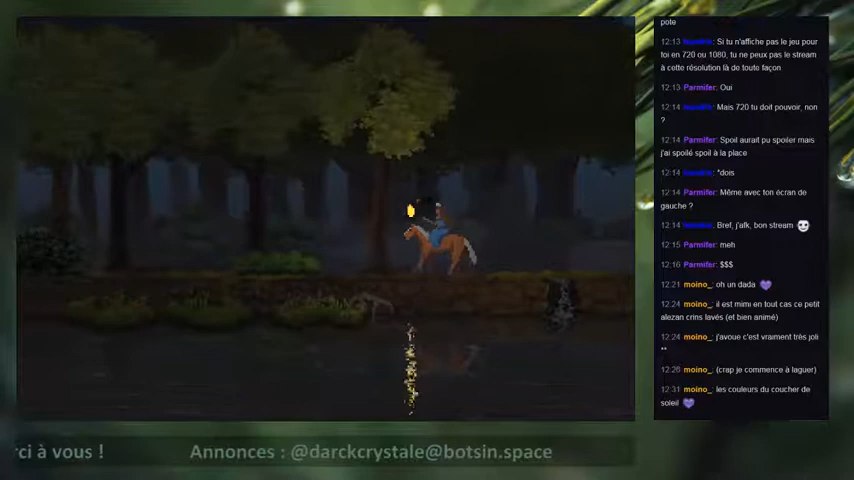 pote
12:13 : Si tu n'affiche pas le jeu pour
toi en 720 ou 1080, tu ne peux pas le stream
à cette résolution là de toute façon
12:13 Parmifer: Oui
12:14 : Mais 720 tu doit pouvoir, non
?
12:14 Parmifer: Spoil aurait pu spoiler mais
j'ai spoilé spoil à la place
12:14 : *dois
12:14 Parmifer: Même avec ton écran de
gauche ?
12:14 : Bref, j'afk, bon stream
12:15 Parmifer: meh
12:16 Parmifer: $$$
12:21 moino_: oh un dada
12:24 moino_: il est mimi en tout cas ce petit
alezan crins lavés (et bien animé)
12:24 moino_: j'avoue c'est vraiment très joli
**
12:26 moino_: (crap je commence à laguer)
12:31 moino_: les couleurs du coucher de
soleil
rci à vous ! Annonces : @darckcrystale@botsin.space